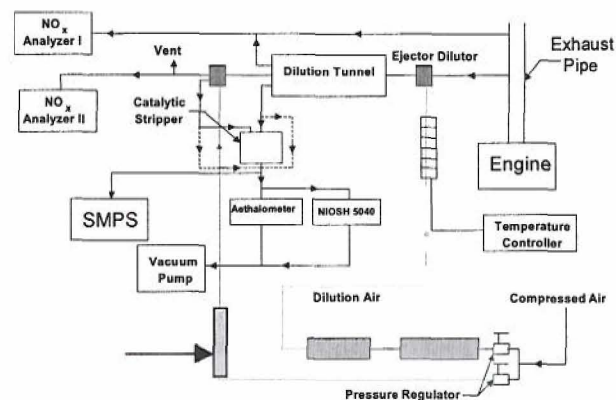 NOx
Analyzer I
Vent
Ejector Dilutor
Exhaust
Pipe
Dilution Tunnel
NOx
Analyzer II
Catalytic
Stripper
Engine
SMPS
Aethalometer
NIOSH 5040
Temperature
Controller
Vacuum
Pump
Dilution Air
Compressed Air
Pressure Regulator